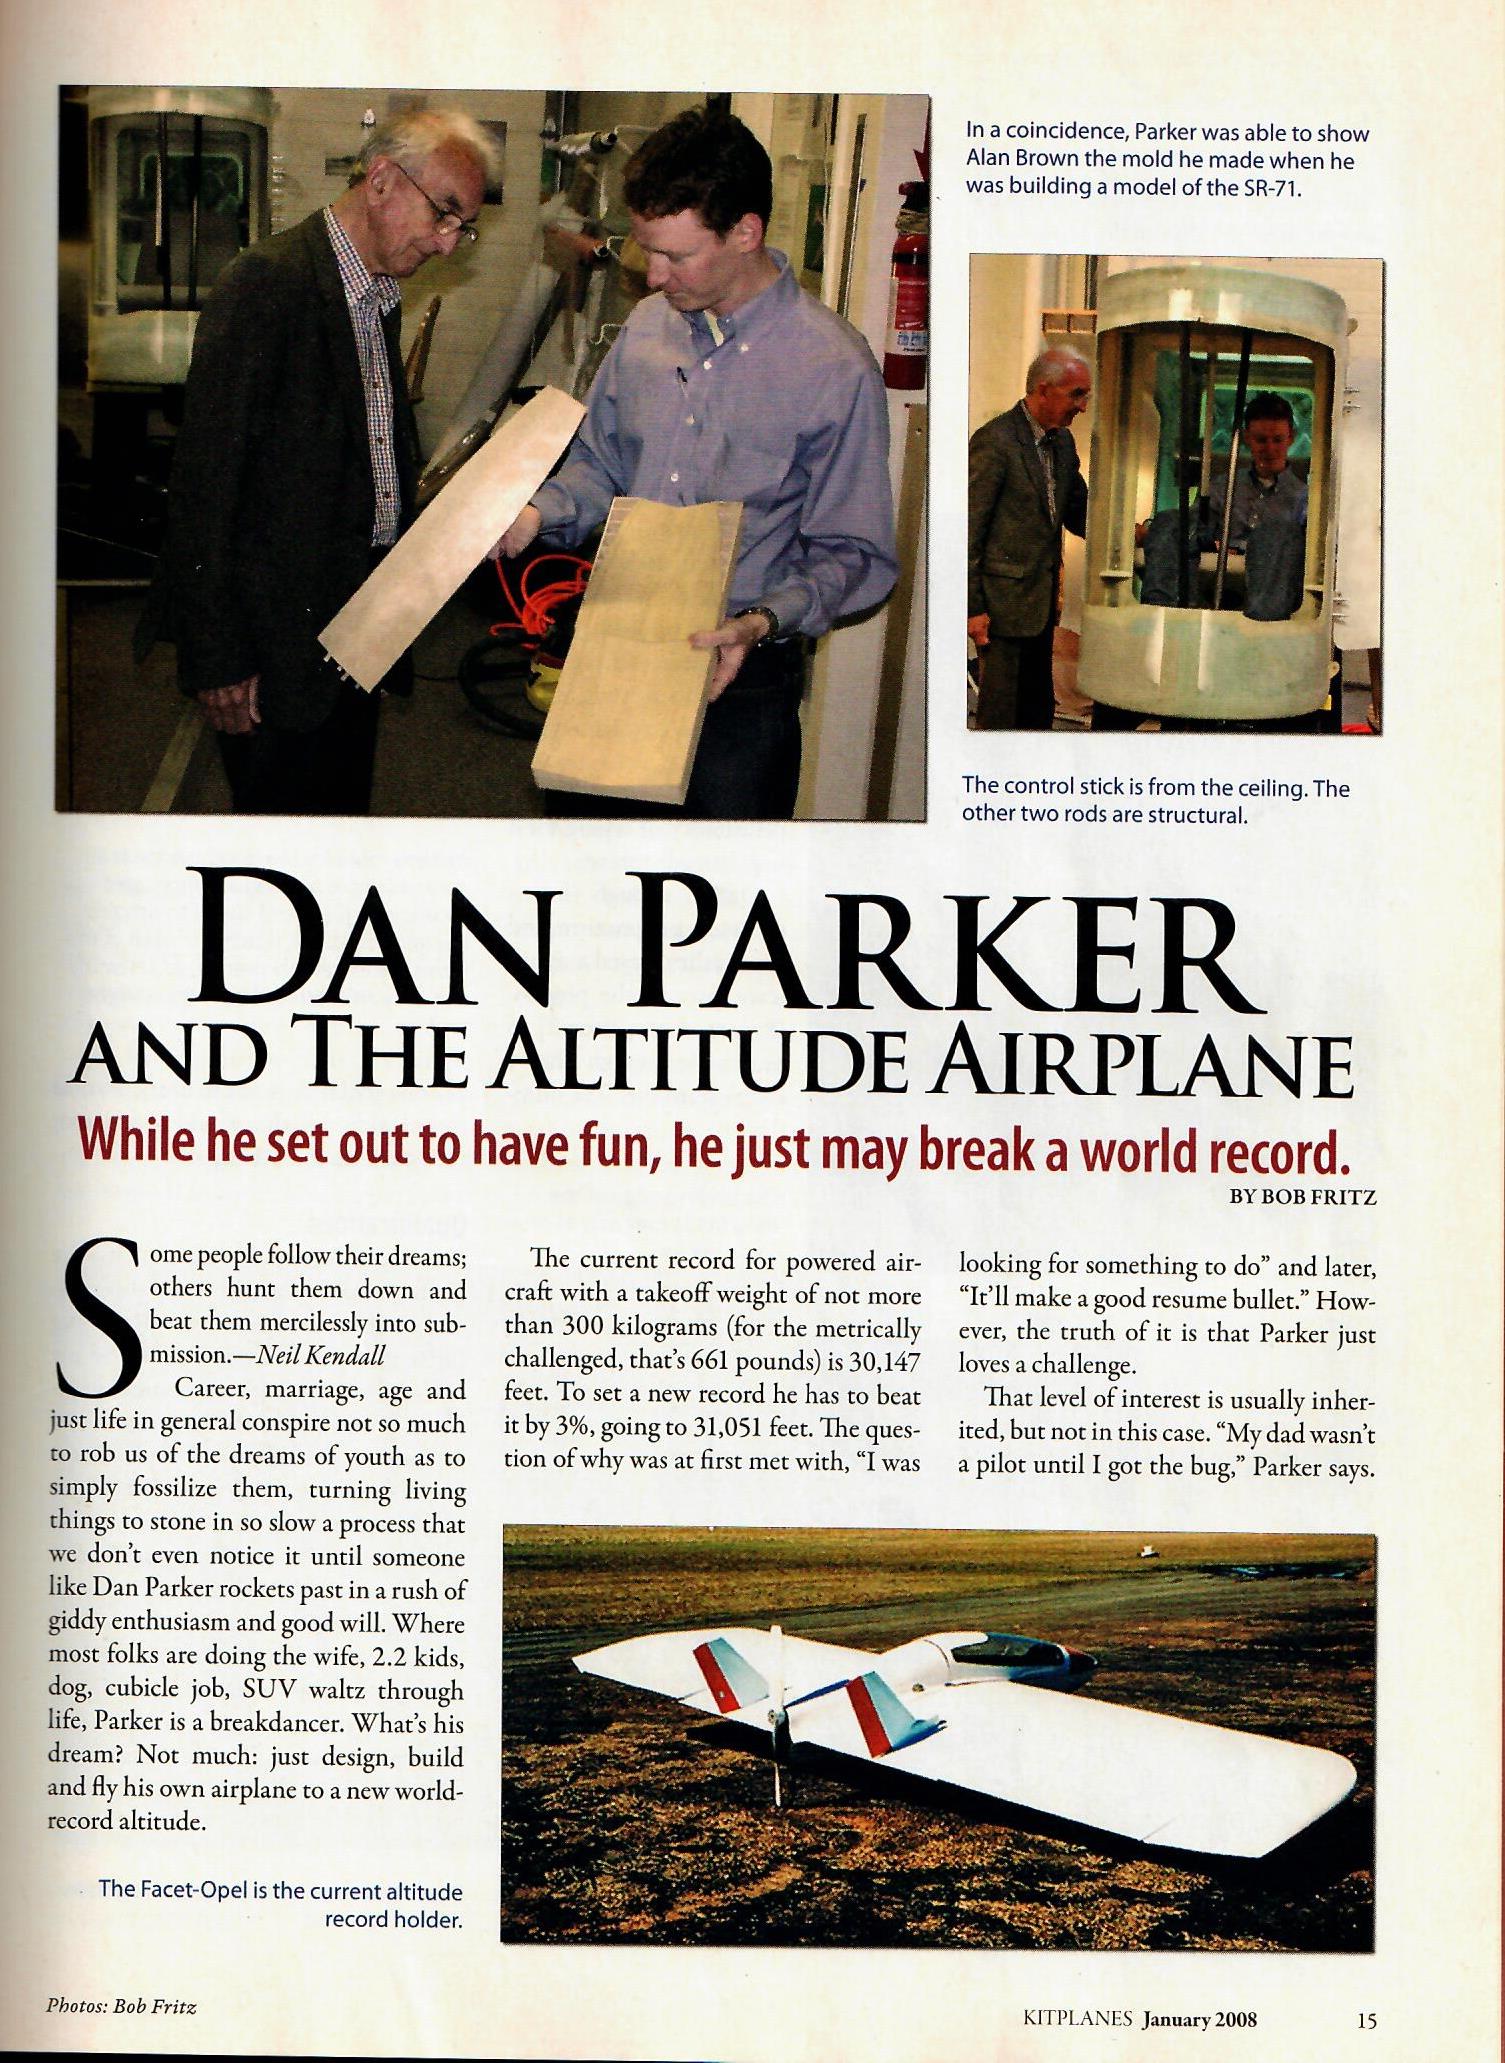 In a coincidence, Parker was able to show
Alan Brown the mold he made when he
was building a model of the SR-71.
The control stick is from the ceiling. The
other two rods are structural.
DAN PARKER
AND THE ALTITUDE AIRPLANE
While he set out to have fun, he just may break a world record.
BY BOB FRITZ
Some people follow their dreams;
others hunt them down and
beat them mercilessly into sub-
mission.—Neil Kendall
Career, marriage, age and
just life in general conspire not so much
to rob us of the dreams of youth as to
simply fossilize them, turning living
things to stone in so slow a process that
we don't even notice it until someone
like Dan Parker rockets past in a rush of
giddy enthusiasm and good will. Where
most folks are doing the wife, 2.2 kids,
dog, cubicle job, SUV waltz through
life, Parker is a breakdancer. What's his
dream? Not much: just design, build
and fly his own airplane to a new world-
record altitude.
The current record for powered air-
craft with a takeoff weight of not more
than 300 kilograms (for the metrically
challenged, that's 661 pounds) is 30,147
feet. To set a new record he has to beat
it by 3%, going to 31,051 feet. The ques-
tion of why was at first met with, “I was
looking for something to do” and later,
“It'll make a good resume bullet.” How-
ever, the truth of it is that Parker just
loves a challenge.
That level of interest is usually inher-
ited, but not in this case. “My dad wasn't
a pilot until I got the bug,” Parker says.
The Facet-Opel is the current altitude
record holder.
Photos: Bob Fritz
KITPLANES January 2008 15